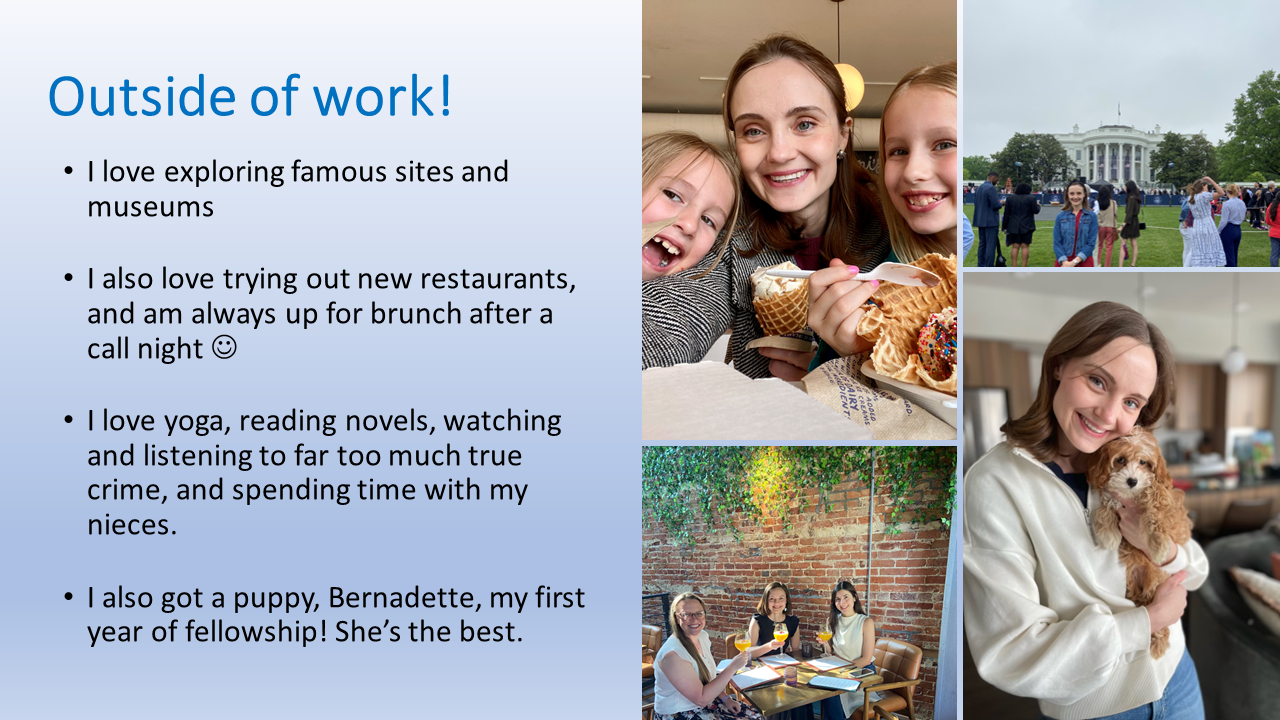 Outside of work!
• I love exploring famous sites and
museums
• I also love trying out new restaurants,
and am always up for brunch after a
call night ☺
• I love yoga, reading novels, watching
and listening to far too much true
crime, and spending time with my
nieces.
• I also got a puppy, Bernadette, my first
year of fellowship! She’s the best.